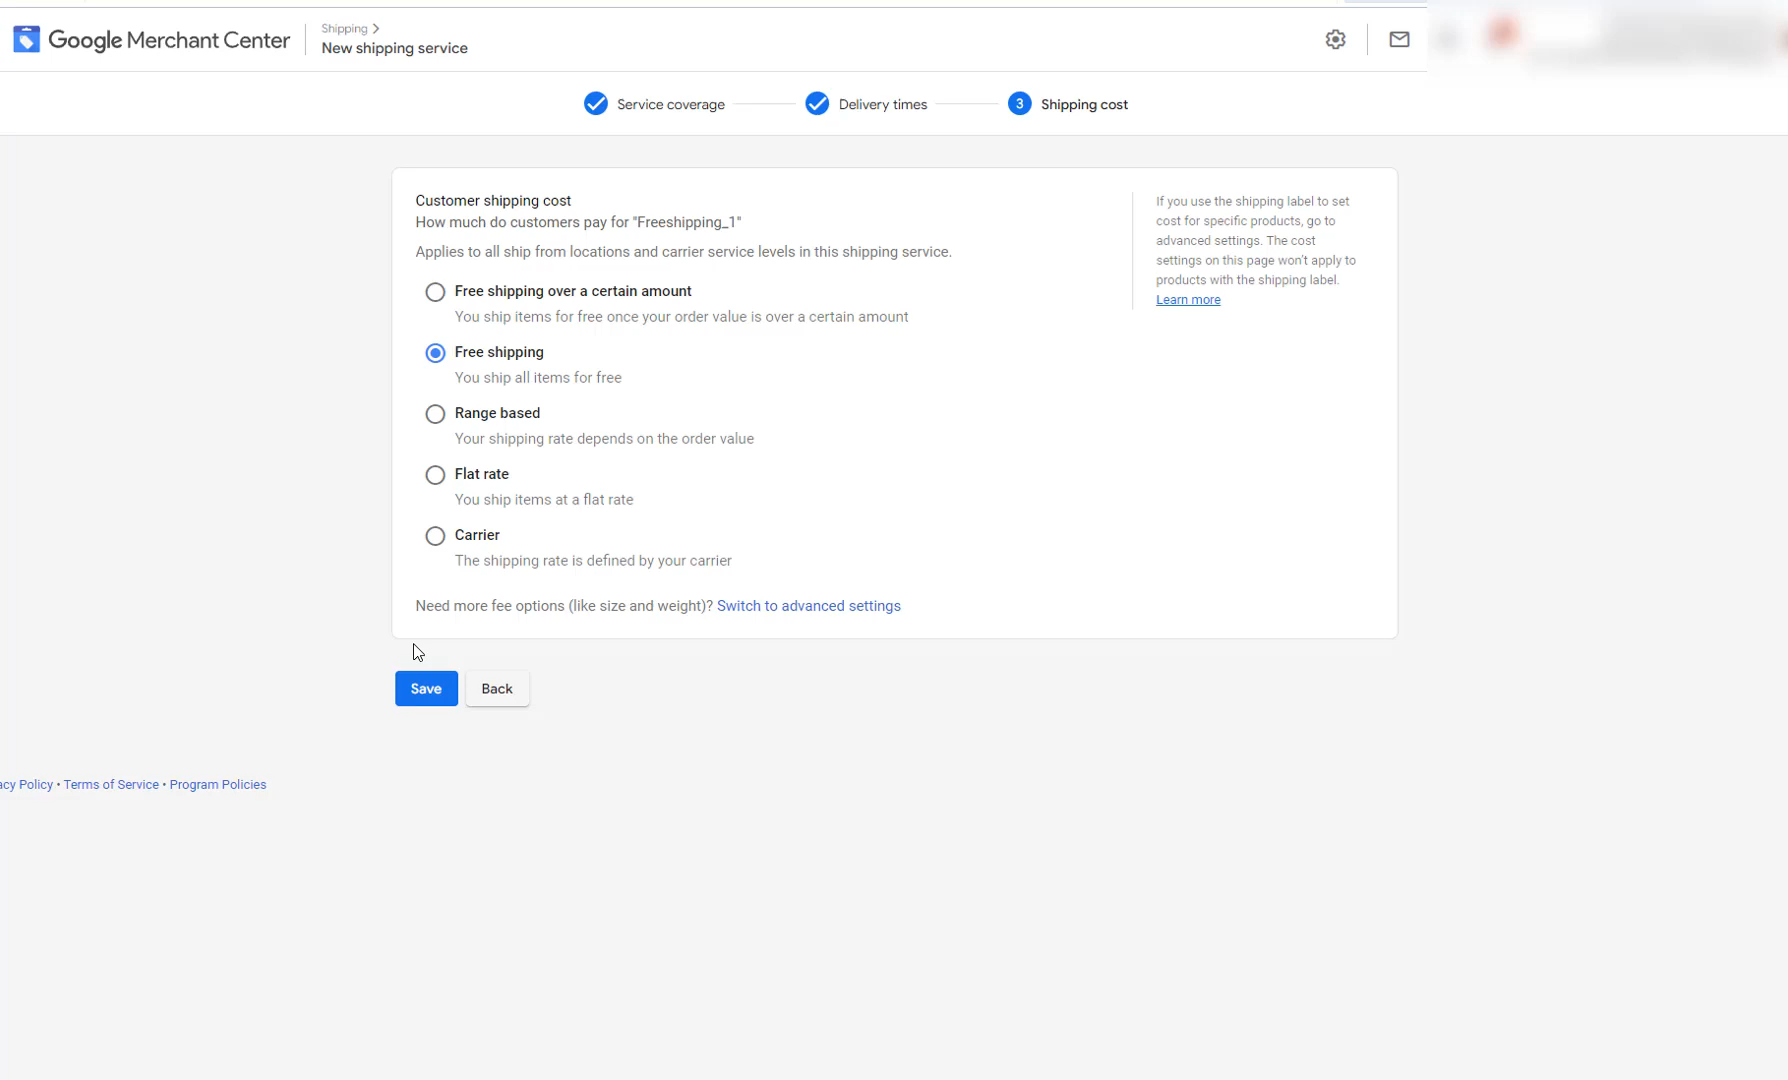 Google Merchant Center
Shipping >
New shipping service
Service coverage
Delivery times
3 Shipping cost
Customer shipping cost
How much do customers pay for "Freeshipping_1"
Applies to all ship from locations and carrier service levels in this shipping service.
Free shipping over a certain amount
You ship items for free once your order value is over a certain amount
Free shipping
You ship all items for free
Range based
Your shipping rate depends on the order value
Flat rate
You ship items at a flat rate
Carrier
The shipping rate is defined by your carrier
Need more fee options (like size and weight)? Switch to advanced settings
If you use the shipping label to set
cost for specific products, go to
advanced settings. The cost
settings on this page won't apply to
products with the shipping label.
Learn more
Save
Back
acy Policy • Terms of Service • Program Policies